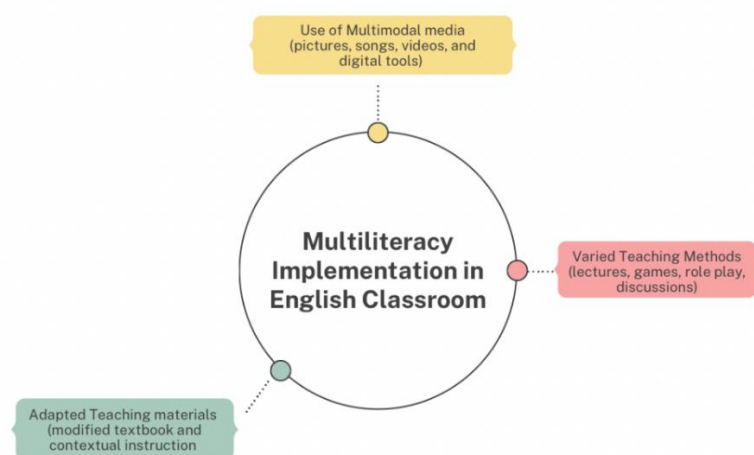 Use of Multimodal media
(pictures, songs, videos, and
digital tools)
Multiliteracy
Implementation in
English Classroom
Varied Teaching Methods
(lectures, games, role play,
discussions)
Adapted Teaching materials
(modified textbook and
contextual instruction